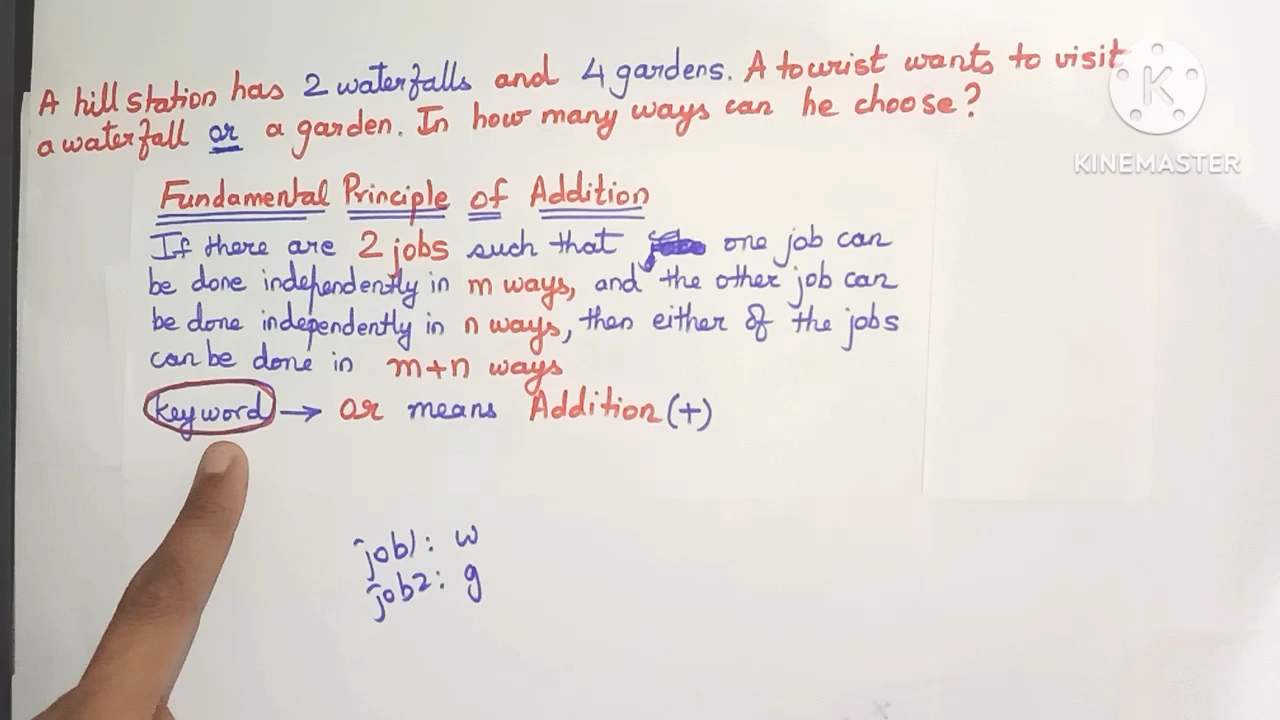 A hill station has 2 waterfalls and 4 gardens. A tourist wants to visit
a waterfall or a garden. In how many ways can he choose?
K
KINEMASTER
Fundamental Principle of Addition
If there are 2 jobs such that one job can
be done independently in m ways, and the other job can
be done independently in n ways, then either of the jobs
can be done in m+n ways
keyword → or means Addition (+)
job1: w
job2: g